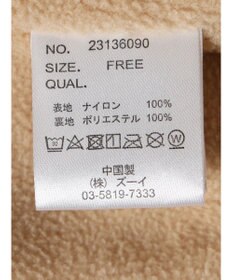 NO. 23136090
SIZE. FREE
QUAL.
表地 ナイロン 100%
裏地 ポリエステル 100%
中国製
(株) ズーイ
03-5819-7333